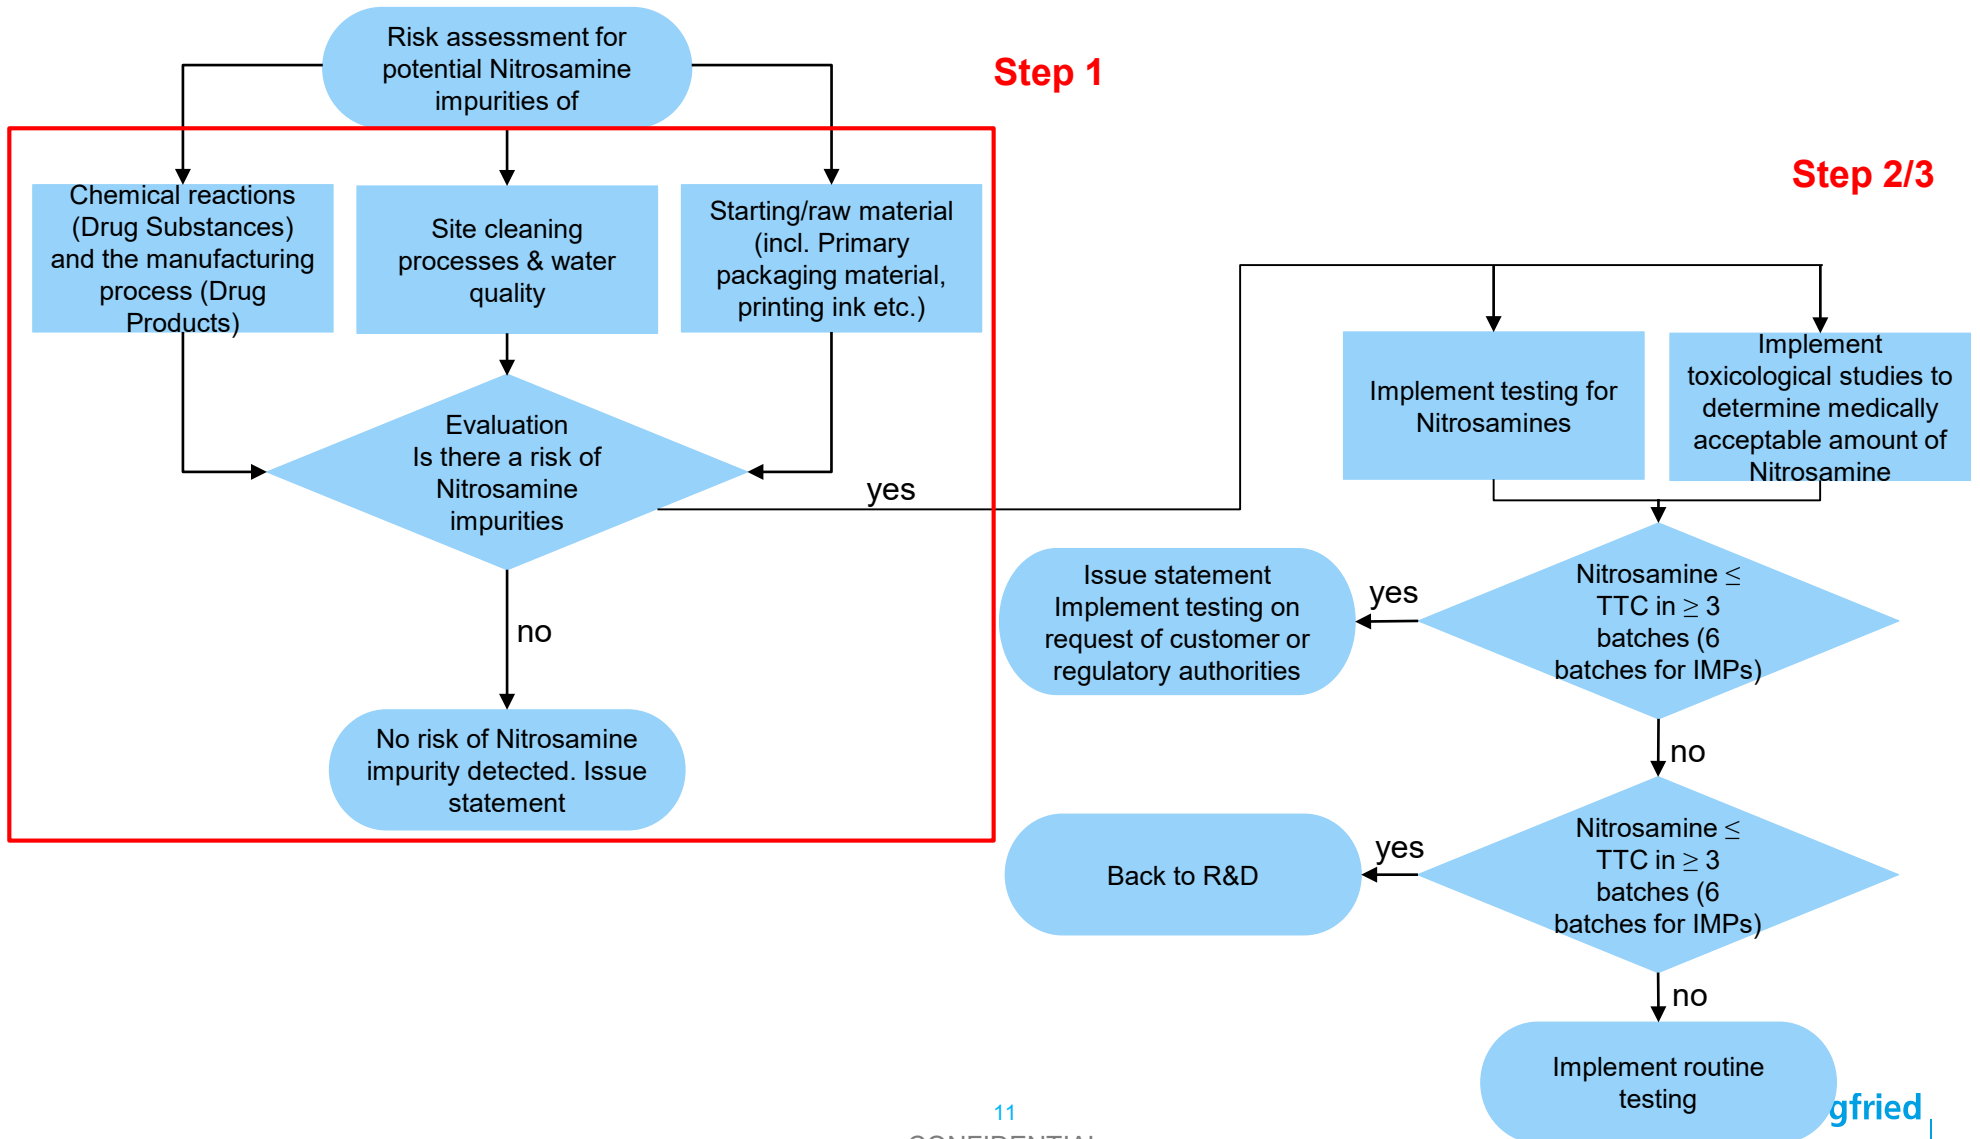 Risk assessment for
potential Nitrosamine
impurities of
Step 1
Step 2/3
Chemical reactions
(Drug Substances)
and the manufacturing
process (Drug
Products)
Site cleaning
processes & water
quality
Starting/raw material
(incl. Primary
packaging material,
printing ink etc.)
Evaluation
Is there a risk of
Nitrosamine
impurities
yes
no
No risk of Nitrosamine
impurity detected. Issue
statement
Implement testing for
Nitrosamines
Implement
toxicological studies to
determine medically
acceptable amount of
Nitrosamine
Nitrosamine ≤
TTC in ≥ 3
batches (6
batches for IMPs)
yes
Issue statement
Implement testing on
request of customer or
regulatory authorities
no
Nitrosamine ≤
TTC in ≥ 3
batches (6
batches for IMPs)
yes
Back to R&D
no
Implement routine
testing
11
CONFIDENTIAL
gfried